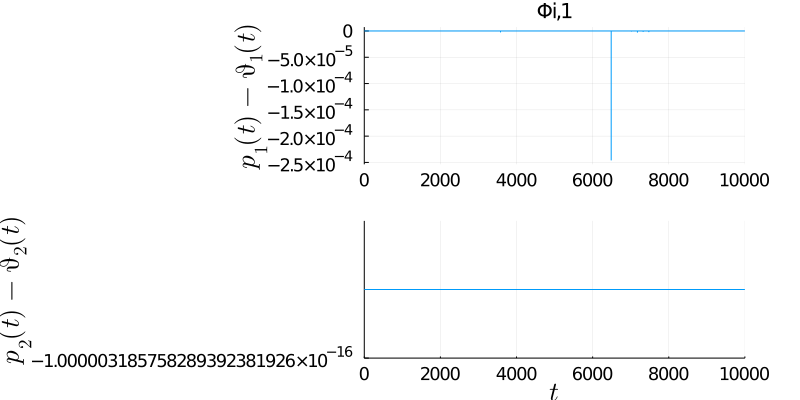 Φi,1
p₁(t) − ϑ₁(t)
0
−5.0×10⁻⁵
−1.0×10⁻⁴
−1.5×10⁻⁴
−2.0×10⁻⁴
−2.5×10⁻⁴
0 2000 4000 6000 8000 10000
p₂(t) − ϑ₂(t)
−1.0000031857582893923​81926×10⁻¹⁶
0 2000 4000 6000 8000 10000
t